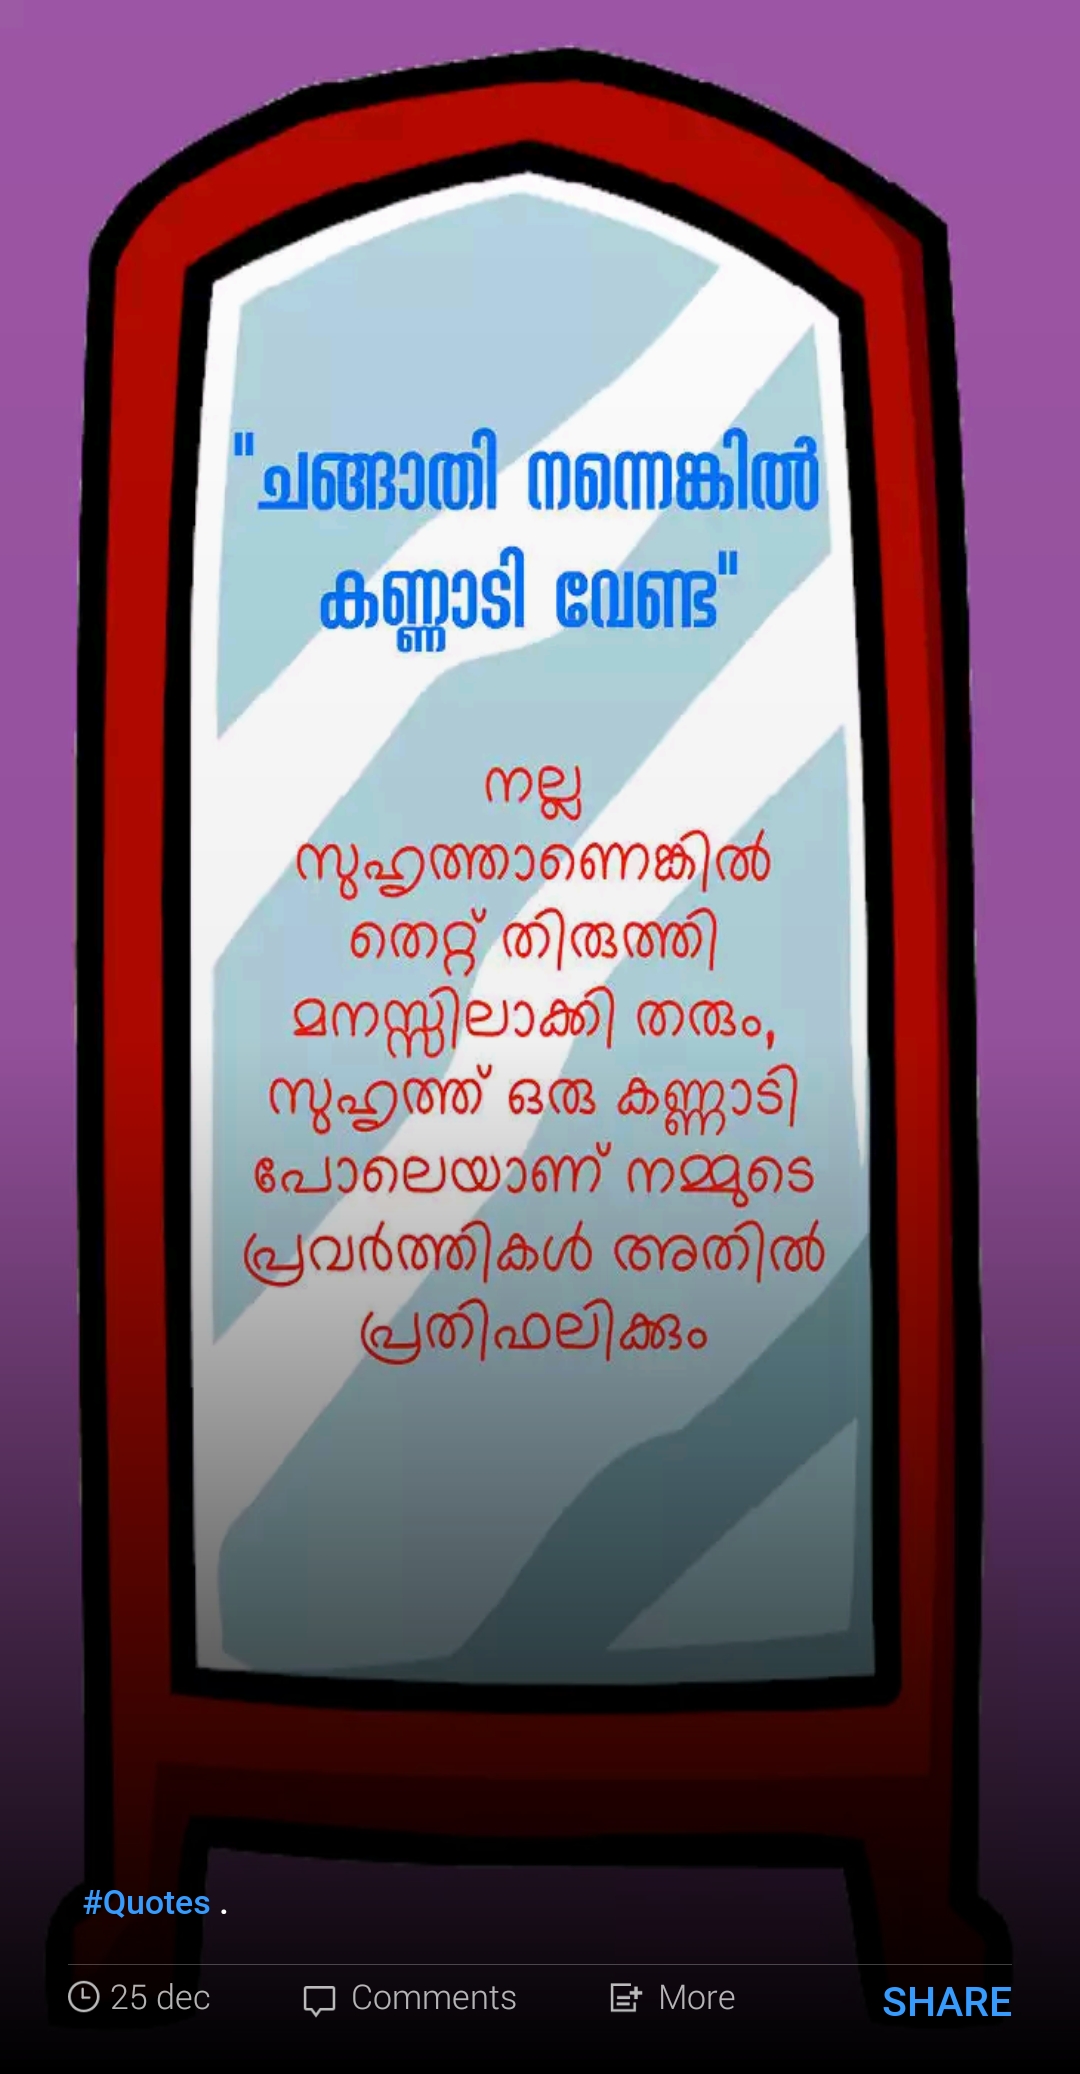 "ചങ്ങാതി നന്നെങ്കിൽ
കണ്ണാടി വേണ്ട"
നല്ല
സുഹൃത്താണെങ്കിൽ
തെറ്റ് തിരുത്തി
മനസ്സിലാക്കി തരും,
സുഹൃത്ത് ഒരു കണ്ണാടി
പോലെയാണ് നമ്മുടെ
പ്രവർത്തികൾ അതിൽ
പ്രതിഫലിക്കും
#Quotes .
25 dec Comments More SHARE